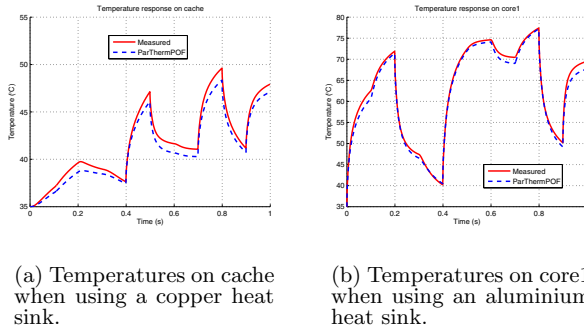 Temperature response on cache
60
55
50
45
40
35
0
0.2
0.4
0.6
0.8
1
Temperature (°C)
Time (s)
Measured
ParThermPOF
Temperature response on core1
80
75
70
65
60
55
50
45
40
35
0
0.2
0.4
0.6
0.8
Temperature (°C)
Time (s)
Measured
ParThermPOF
(a) Temperatures on cache
when using a copper heat
sink.
(b) Temperatures on core1
when using an aluminium
heat sink.